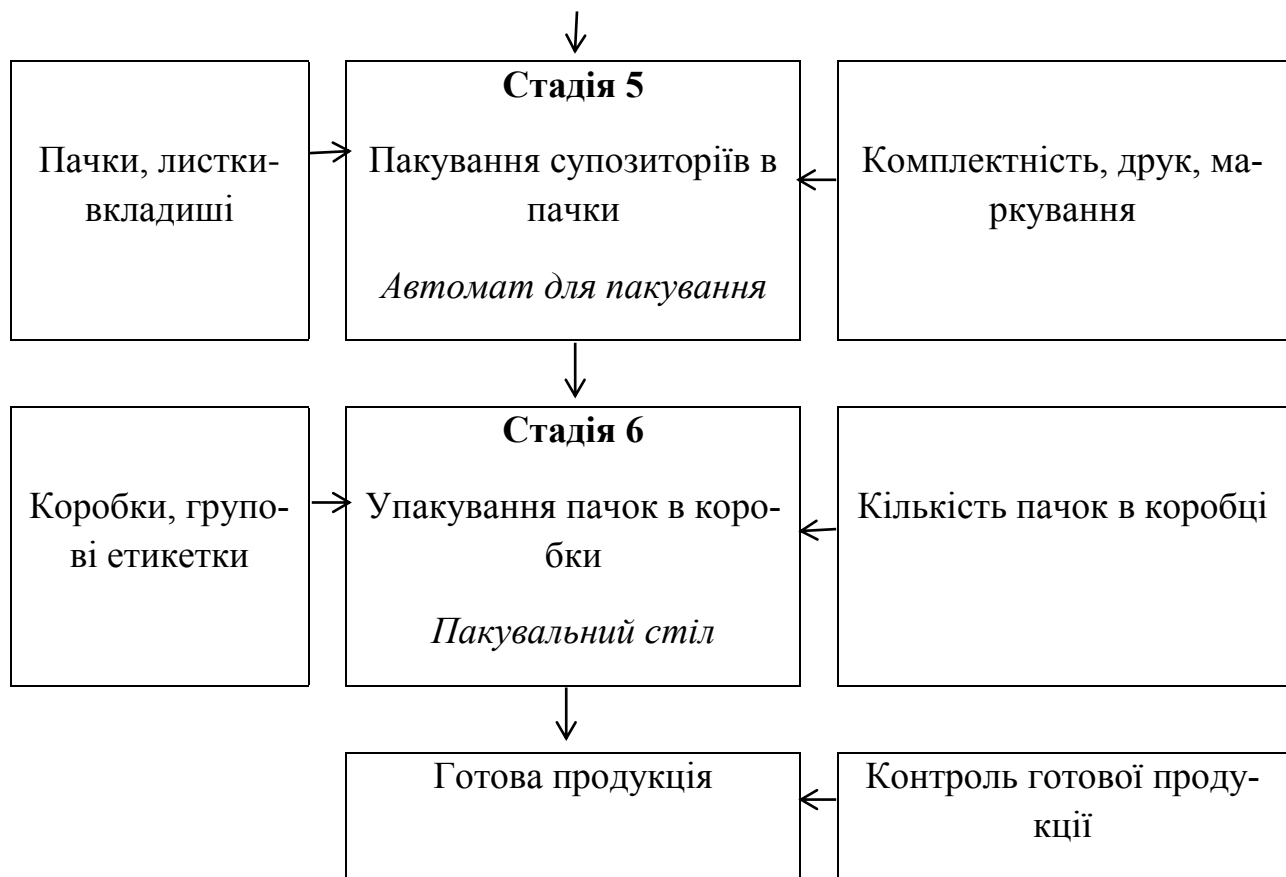 Стадія 5
Пачки, листки-
вкладиші
Пакування супозиторіїв в
пачки
Автомат для пакування
Комплектність, друк, ма-
ркування
Стадія 6
Коробки, групо-
ві етикетки
Упакування пачок в коро-
бки
Пакувальний стіл
Кількість пачок в коробці
Готова продукція
Контроль готової проду-
кції